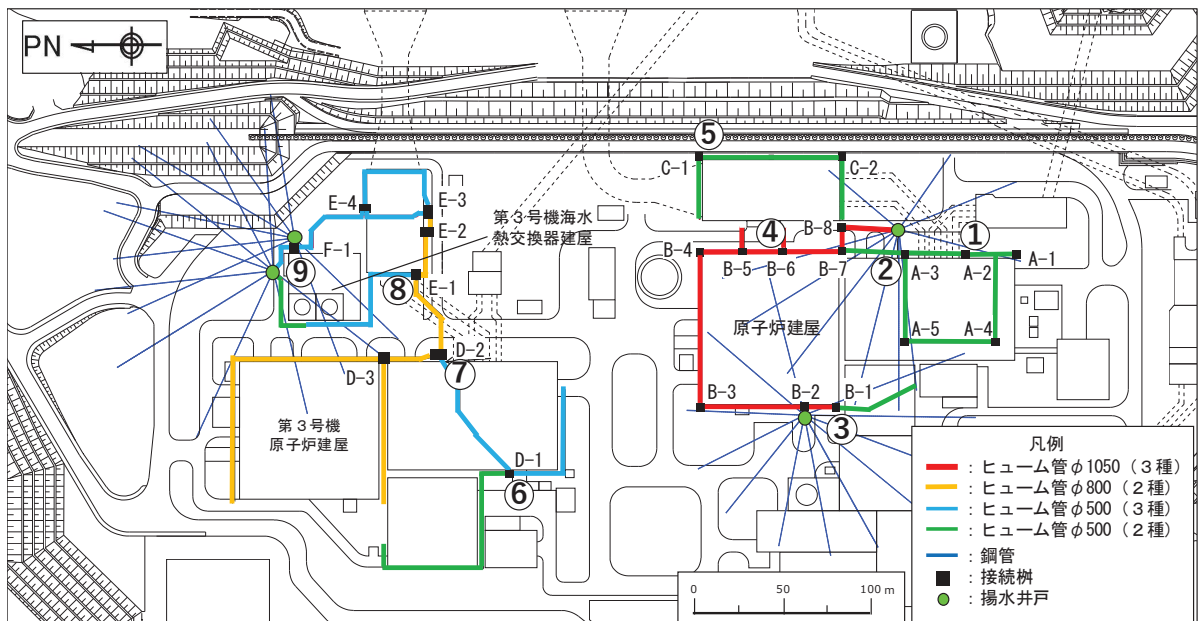 PN
⑤
C-1
C-2
E-4
E-3
E-2
第3号機海水
熱交換器建屋
F-1
⑨
⑧
E-1
④
B-8
B-4
B-5
B-6
B-7
②
①
A-3
A-2
A-1
原子炉建屋
A-5
A-4
D-2
⑦
D-3
B-3
B-2
B-1
③
第3号機
原子炉建屋
D-1
⑥
凡例
：ヒューム管φ1050（3種）
：ヒューム管φ800（2種）
：ヒューム管φ500（3種）
：ヒューム管φ500（2種）
：鋼管
：接続桝
：揚水井戸
0 50 100 m